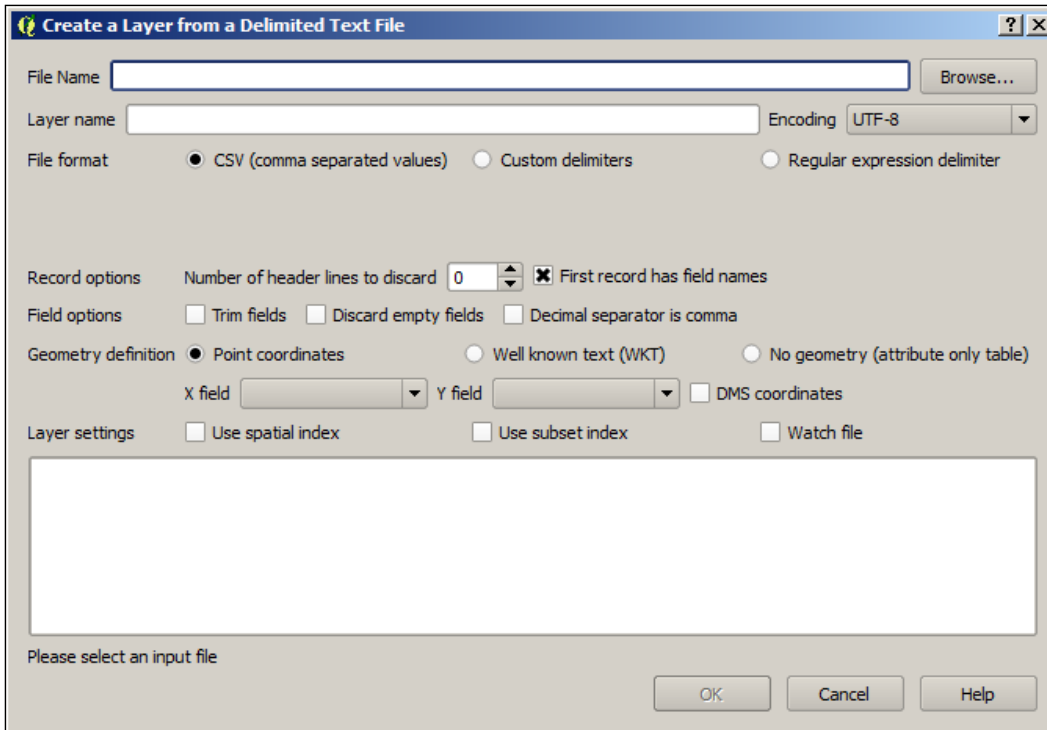 Create a Layer from a Delimited Text File
File Name Browse...
Layer name Encoding UTF-8
File format CSV (comma separated values) Custom delimiters Regular expression delimiter
Record options Number of header lines to discard 0 First record has field names
Field options Trim fields Discard empty fields Decimal separator is comma
Geometry definition Point coordinates Well known text (WKT) No geometry (attribute only table)
X field Y field DMS coordinates
Layer settings Use spatial index Use subset index Watch file
Please select an input file
OK Cancel Help